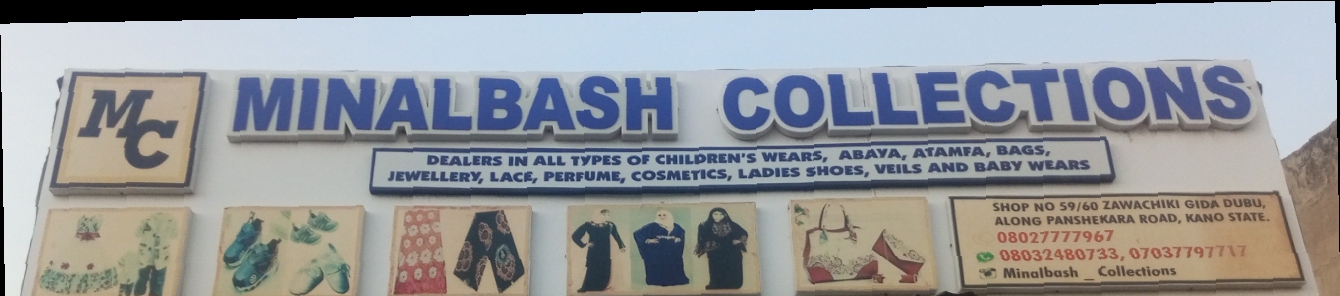 MC
MINALBASH COLLECTIONS
DEALERS IN ALL TYPES OF CHILDREN'S WEARS, ABAYA, ATAMFA, BAGS,
JEWELLERY, LACE, PERFUME, COSMETICS, LADIES SHOES, VEILS AND BABY WEARS
SHOP NO 59/60 ZAWACHIKI GIDA DUBU,
ALONG PANSHEKARA ROAD, KANO STATE.
08027777967
08032480733, 07037797717
Minalbash _ Collections